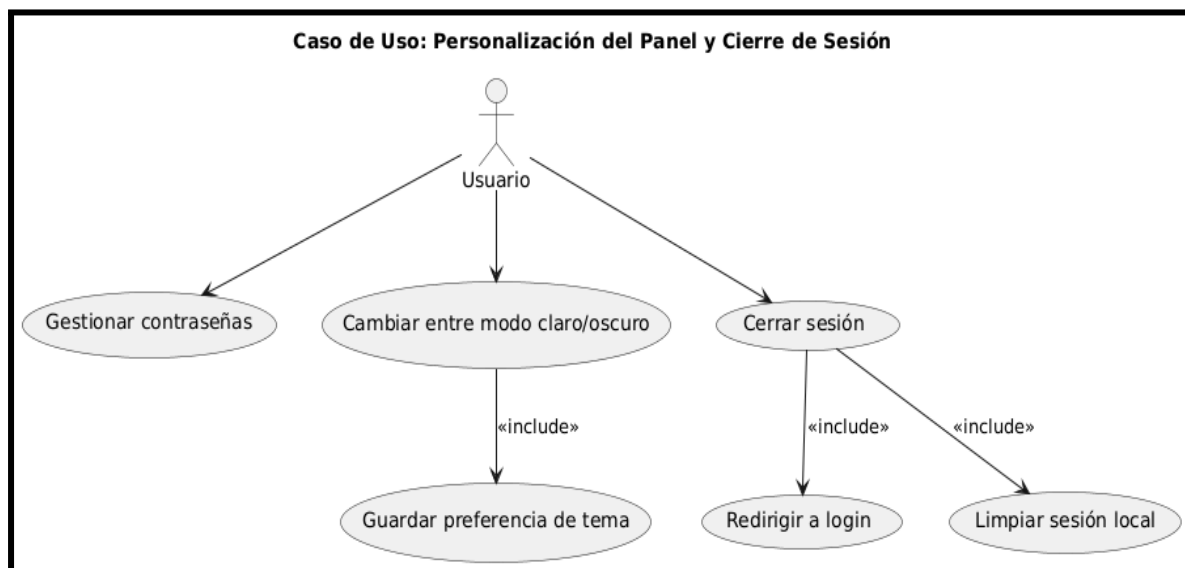 Caso de Uso: Personalización del Panel y Cierre de Sesión
Usuario
Gestionar contraseñas
Cambiar entre modo claro/oscuro
Cerrar sesión
«include»
«include»
«include»
Guardar preferencia de tema
Redirigir a login
Limpiar sesión local